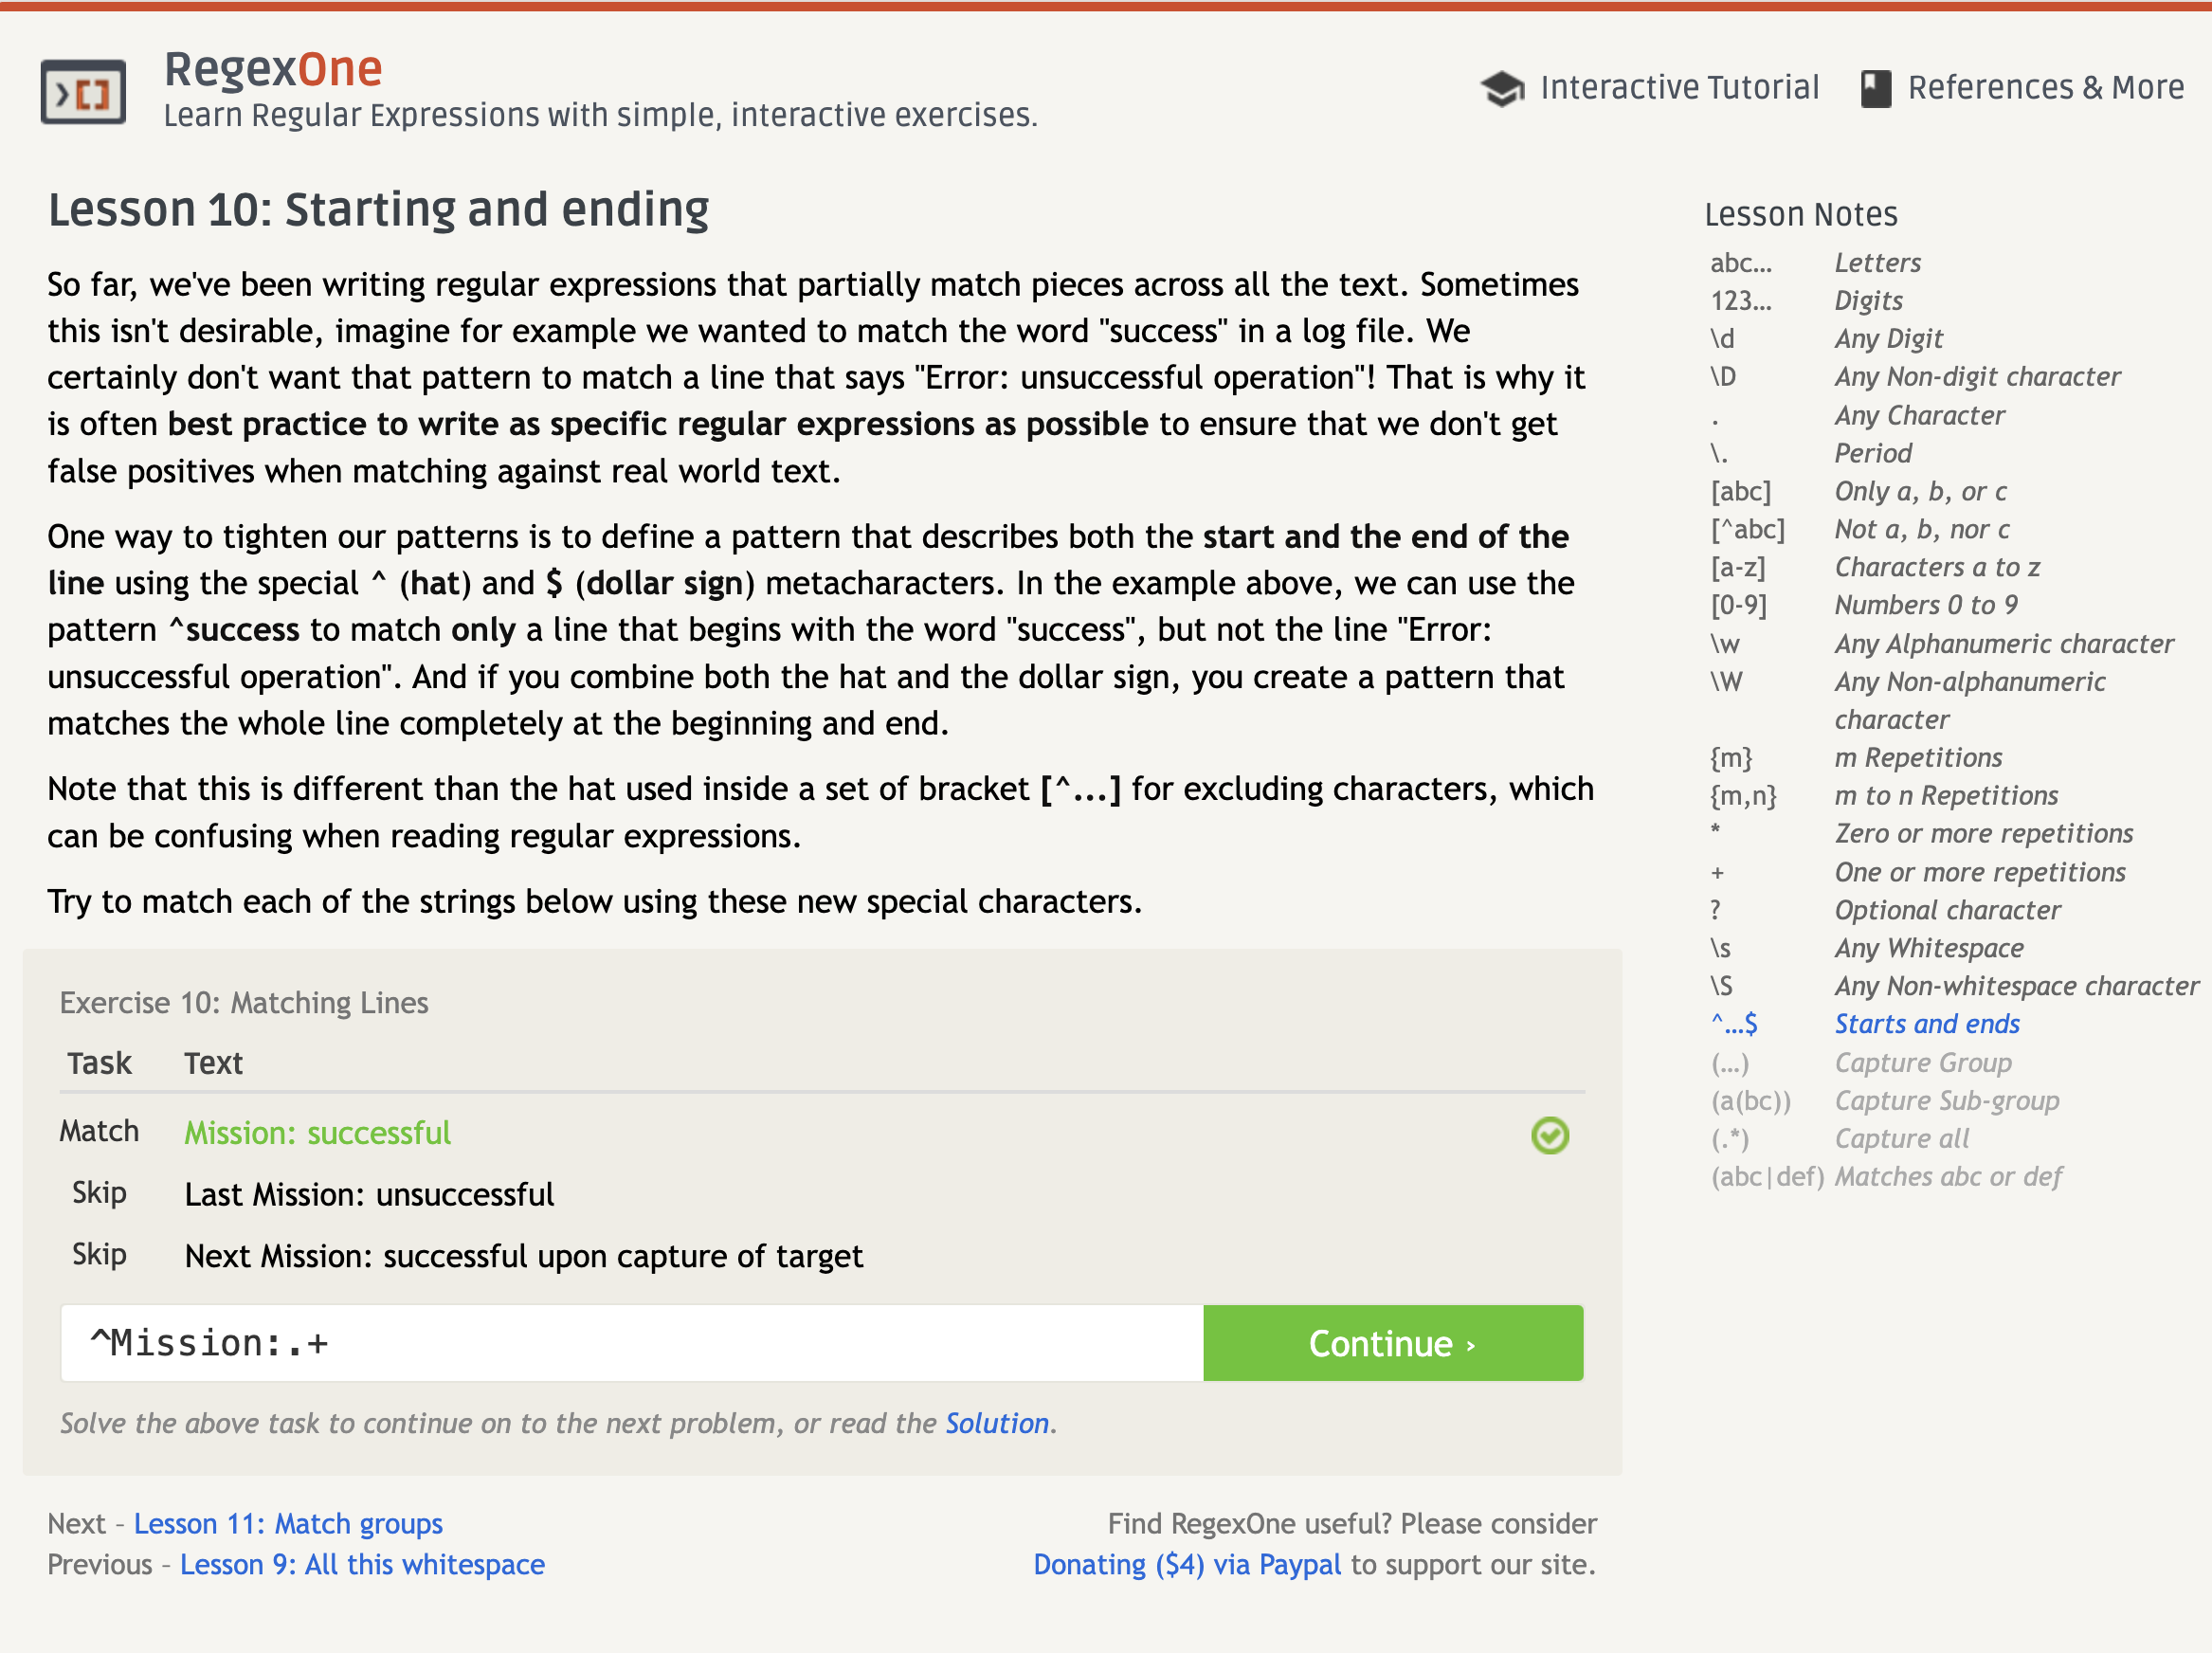 RegexOne
Learn Regular Expressions with simple, interactive exercises.
Interactive Tutorial
References & More
Lesson 10: Starting and ending
So far, we've been writing regular expressions that partially match pieces across all the text. Sometimes
this isn't desirable, imagine for example we wanted to match the word "success" in a log file. We
certainly don't want that pattern to match a line that says "Error: unsuccessful operation"! That is why it
is often best practice to write as specific regular expressions as possible to ensure that we don't get
false positives when matching against real world text.
One way to tighten our patterns is to define a pattern that describes both the start and the end of the
line using the special ^ (hat) and $ (dollar sign) metacharacters. In the example above, we can use the
pattern ^success to match only a line that begins with the word "success", but not the line "Error:
unsuccessful operation". And if you combine both the hat and the dollar sign, you create a pattern that
matches the whole line completely at the beginning and end.
Note that this is different than the hat used inside a set of bracket [^...] for excluding characters, which
can be confusing when reading regular expressions.
Try to match each of the strings below using these new special characters.
Exercise 10: Matching Lines
Task Text
Match Mission: successful
Skip Last Mission: unsuccessful
Skip Next Mission: successful upon capture of target
^Mission:.+
Continue ›
Solve the above task to continue on to the next problem, or read the Solution.
Next – Lesson 11: Match groups
Previous – Lesson 9: All this whitespace
Find RegexOne useful? Please consider
Donating ($4) via Paypal to support our site.
Lesson Notes
abc… Letters
123… Digits
\d Any Digit
\D Any Non-digit character
. Any Character
\. Period
[abc] Only a, b, or c
[^abc] Not a, b, nor c
[a-z] Characters a to z
[0-9] Numbers 0 to 9
\w Any Alphanumeric character
\W Any Non-alphanumeric
character
{m} m Repetitions
{m,n} m to n Repetitions
* Zero or more repetitions
+ One or more repetitions
? Optional character
\s Any Whitespace
\S Any Non-whitespace character
^…$ Starts and ends
(…) Capture Group
(a(bc)) Capture Sub-group
(.*) Capture all
(abc|def) Matches abc or def